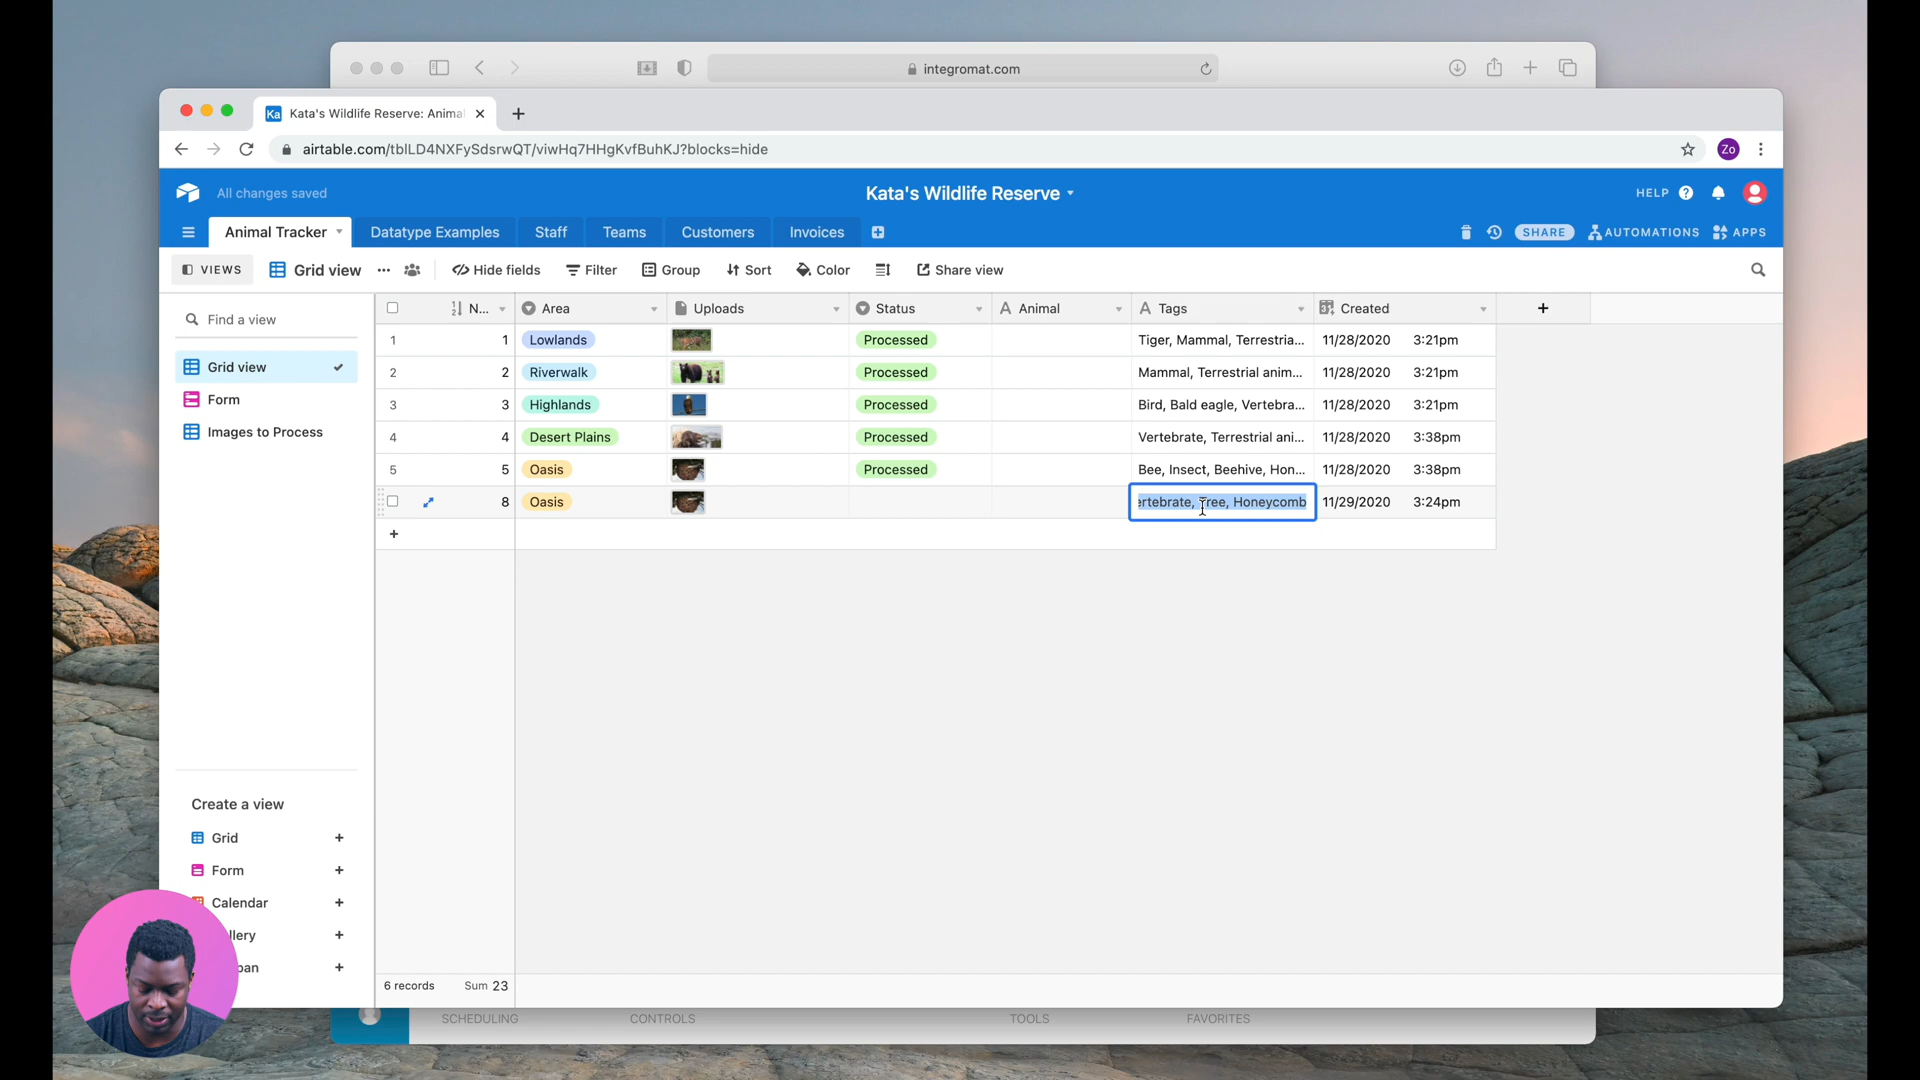 integromat.com
Ka Kata's Wildlife Reserve: Anima
airtable.com/tblLD4NXFySdsrwQT/viwHq7HHgKvfBuhKJ?blocks=hide
Zo
All changes saved
Kata's Wildlife Reserve
HELP ?
Animal Tracker Datatype Examples Staff Teams Customers Invoices
SHARE AUTOMATIONS APPS
VIEWS Grid view ... Hide fields Filter Group Sort Color Share view
Find a view
Grid view
Form
Images to Process
Create a view
Grid +
Form +
Calendar +
llery +
ban +
N... Area Uploads Status A Animal A Tags Created +
1 1 Lowlands Processed Tiger, Mammal, Terrestria... 11/28/2020 3:21pm
2 2 Riverwalk Processed Mammal, Terrestrial anim... 11/28/2020 3:21pm
3 3 Highlands Processed Bird, Bald eagle, Vertebra... 11/28/2020 3:21pm
4 4 Desert Plains Processed Vertebrate, Terrestrial ani... 11/28/2020 3:38pm
5 5 Oasis Processed Bee, Insect, Beehive, Hon... 11/28/2020 3:38pm
8 Oasis ertebrate, Tree, Honeycomb 11/29/2020 3:24pm
+
6 records Sum 23
SCHEDULING CONTROLS TOOLS FAVORITES